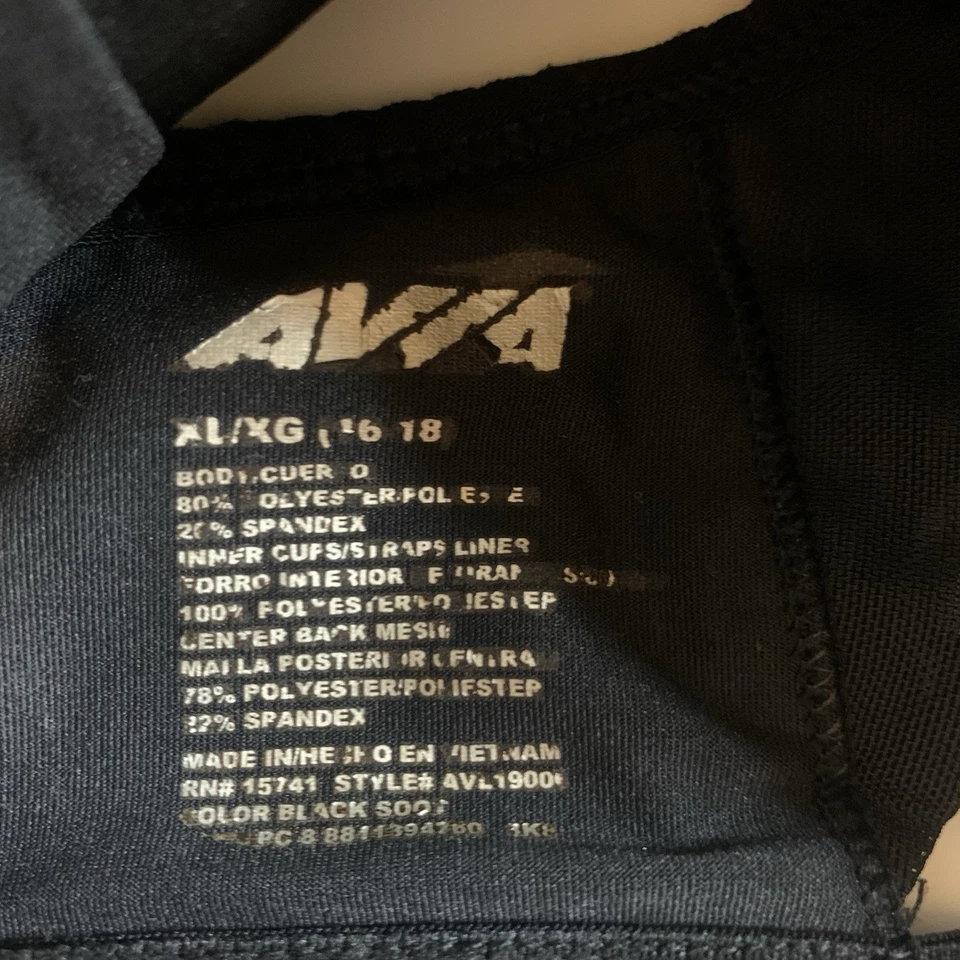 AVIA
XL/XG 16 18
BODY/CUERPO
80% POLYESTER/POLIESTER
20% SPANDEX
INNER CUPS/STRAPS LINER
FORRO INTERIOR
100% POLYESTER/POLIESTER
CENTER BACK MESH
MALLA POSTERIOR CENTRAL
78% POLYESTER/POLIESTER
22% SPANDEX
MADE IN/HECHO EN VIETNAM
RN# 15741 STYLE#
COLOR BLACK SOOT